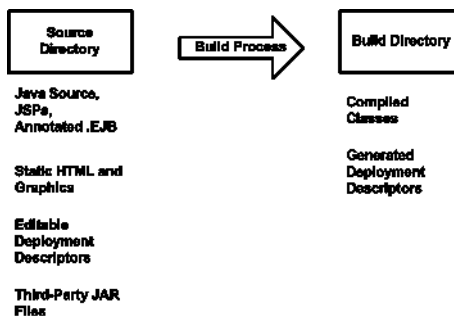 Source
Directory
Build Process
Build Directory
Java Source,
JSPs,
Annotated .EJB
Static HTML and
Graphics
Editable
Deployment
Descriptors
Third-Party JAR
Files
Compiled
Classes
Generated
Deployment
Descriptors